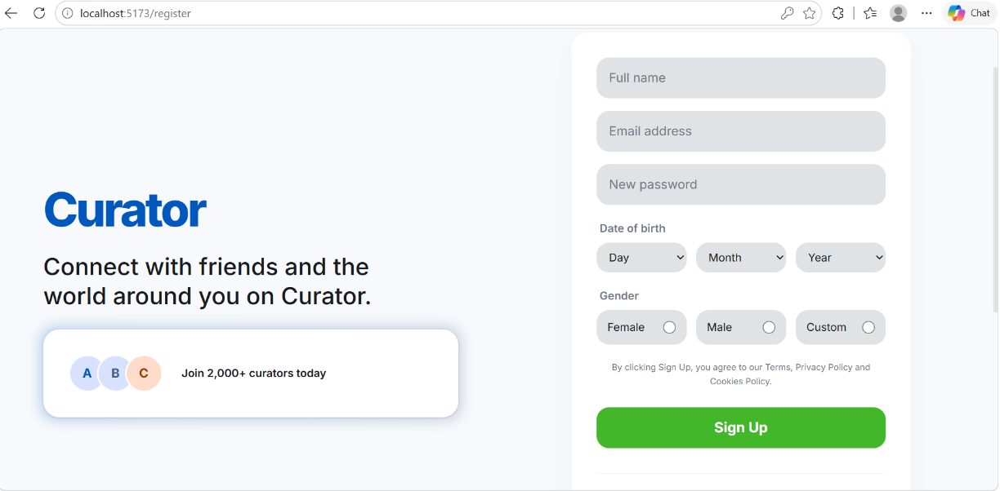 localhost:5173/register
Chat
Curator
Connect with friends and the
world around you on Curator.
A B C Join 2,000+ curators today
Full name
Email address
New password
Date of birth
Day Month Year
Gender
Female Male Custom
By clicking Sign Up, you agree to our Terms, Privacy Policy and
Cookies Policy.
Sign Up